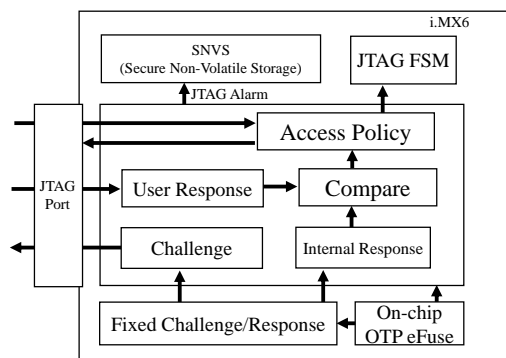 i.MX6
SNVS
(Secure Non-Volatile Storage)
JTAG FSM
JTAG Alarm
Access Policy
JTAG
Port
User Response
Compare
Challenge
Internal Response
Fixed Challenge/Response
On-chip
OTP eFuse